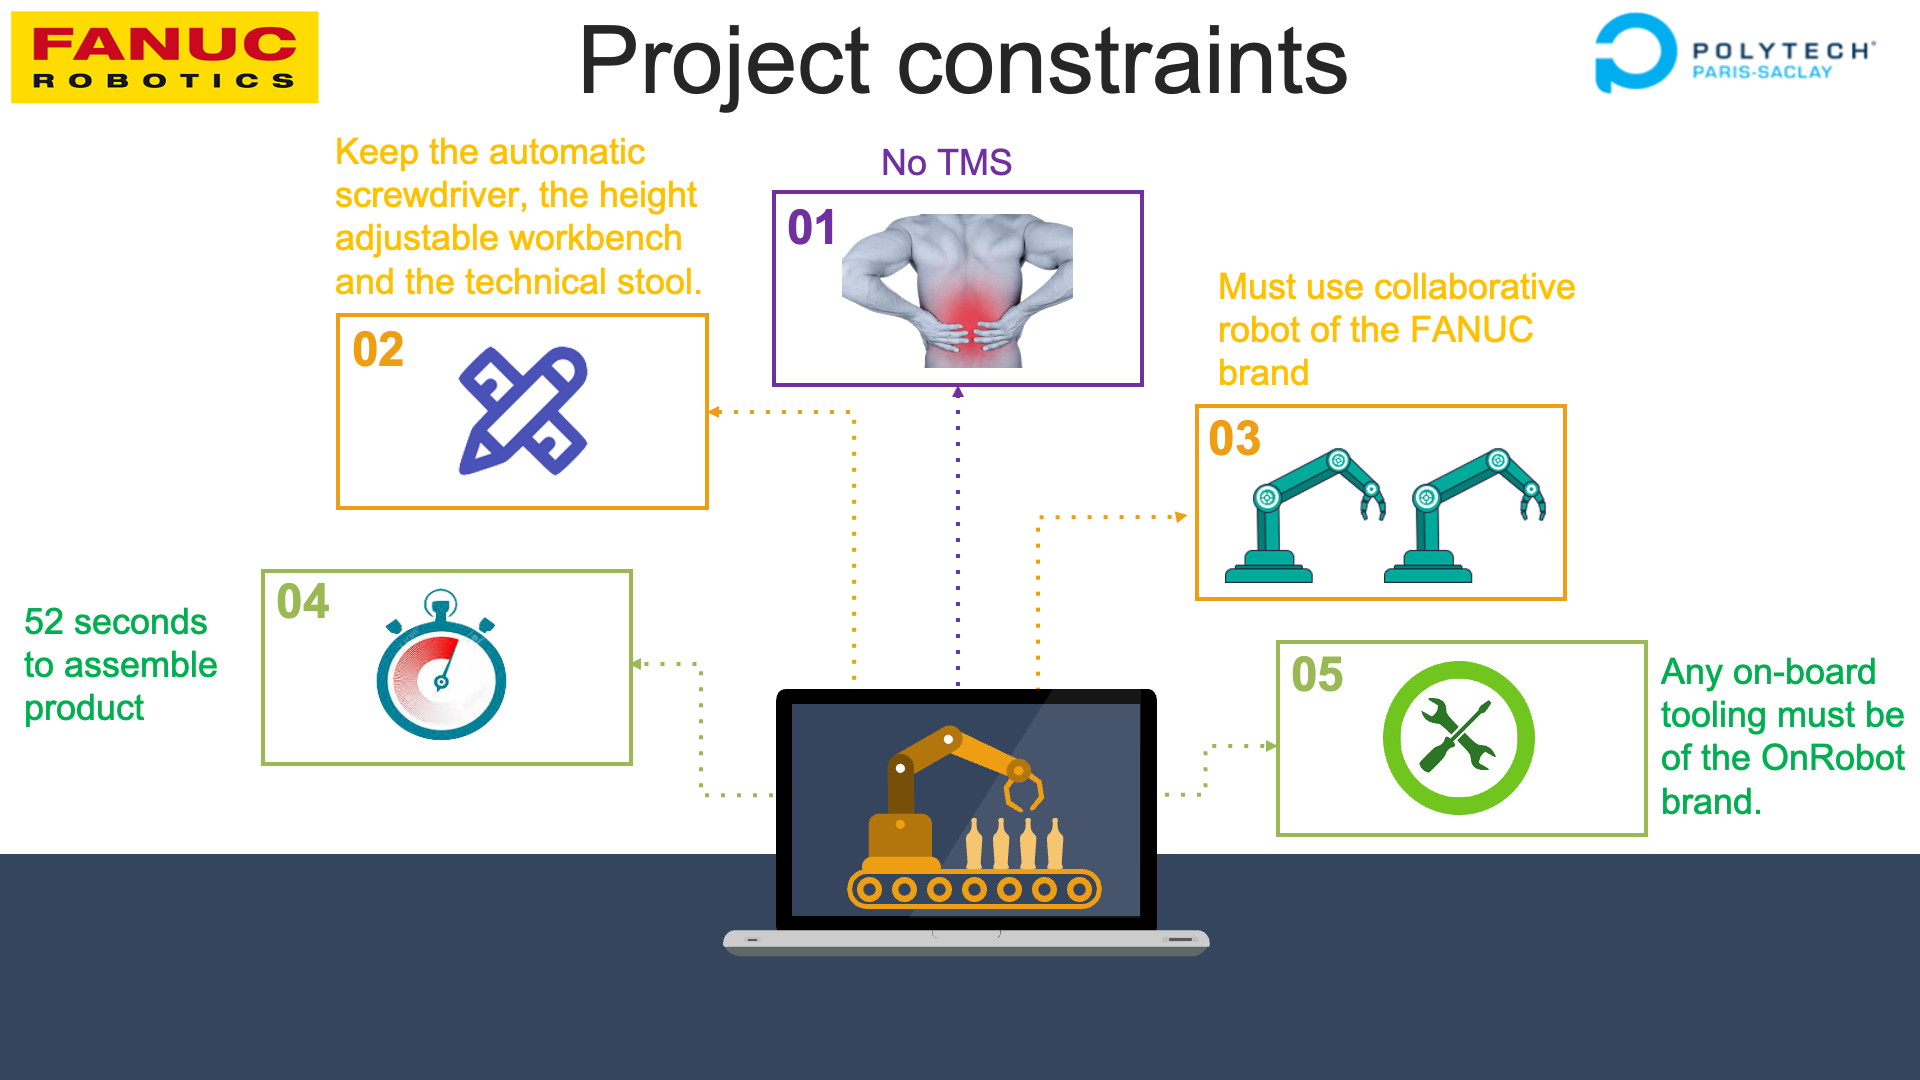 FANUC
ROBOTICS
Project constraints
POLYTECH
PARIS-SACLAY
No TMS
01
Keep the automatic
screwdriver, the height
adjustable workbench
and the technical stool.
02
Must use collaborative
robot of the FANUC
brand
03
04
52 seconds
to assemble
product
05
Any on-board
tooling must be
of the OnRobot
brand.